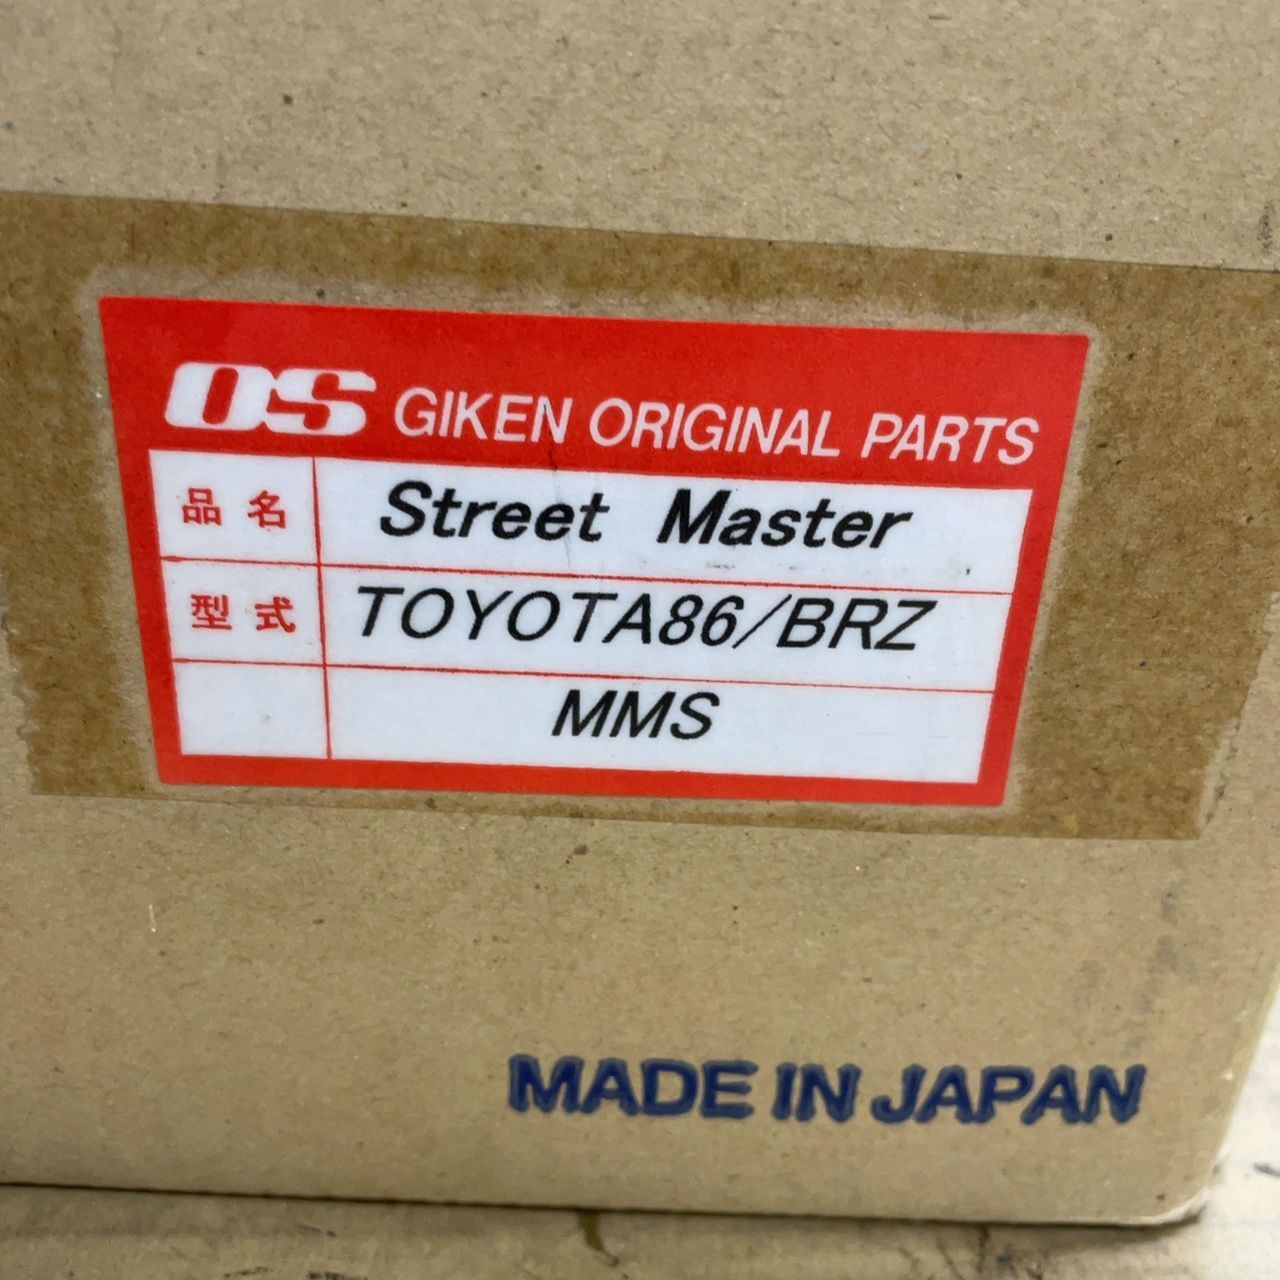 OS GIKEN ORIGINAL PARTS
品名 Street Master
型式 TOYOTA86/BRZ
MMS
MADE IN JAPAN